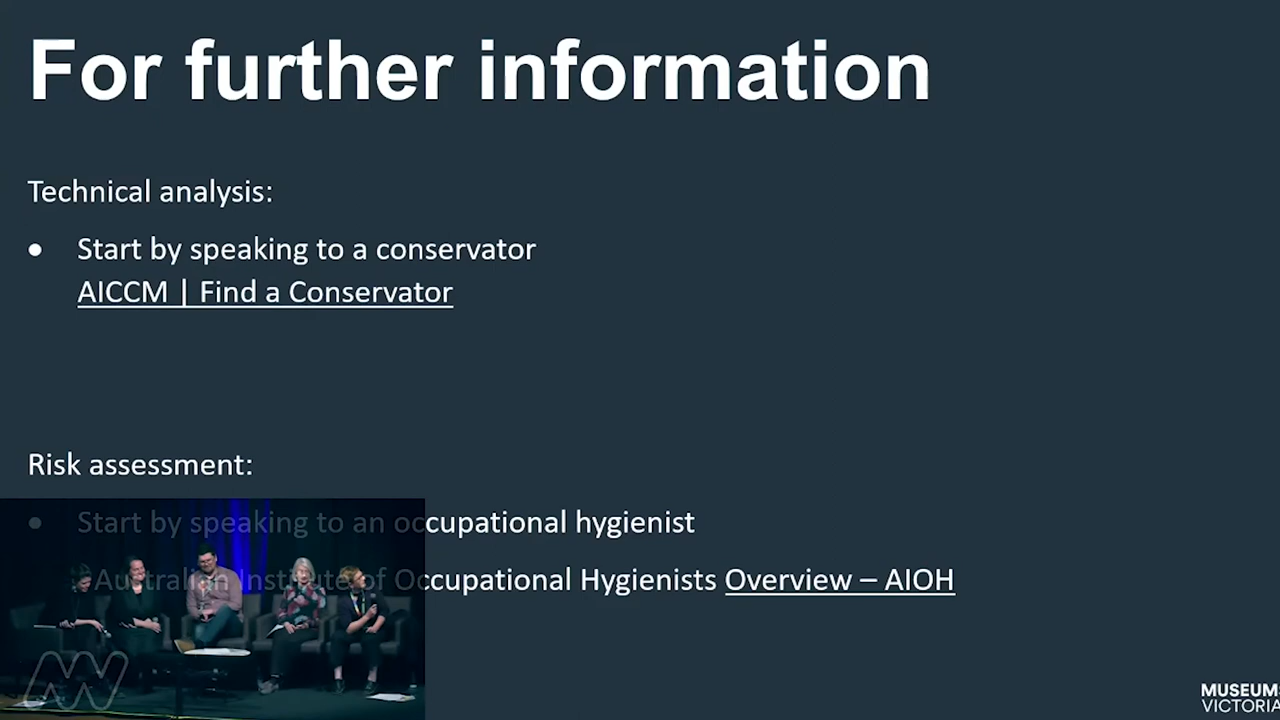 For further information
Technical analysis:
• Start by speaking to a conservator
AICCM | Find a Conservator
Risk assessment:
• Start by speaking to an occupational hygienist
Australian Institute of Occupational Hygienists Overview – AIOH
MUSEUMS
VICTORIA